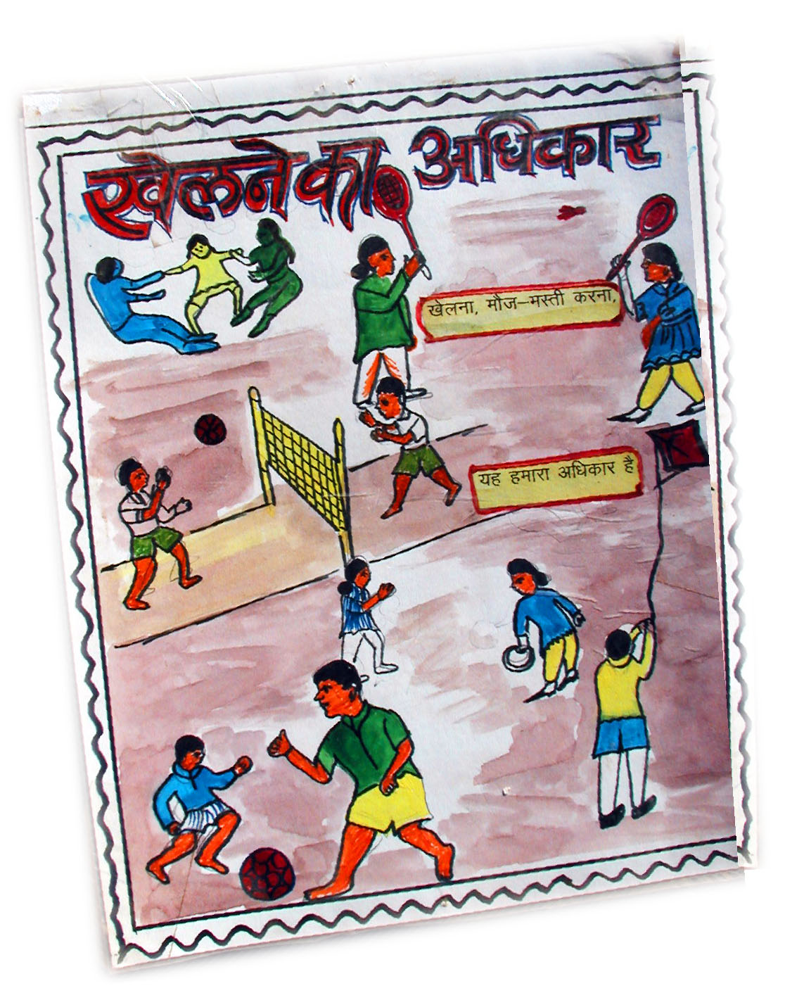 खेलने का अधिकार
खेलना, मौज-मस्ती करना,
यह हमारा अधिकार है